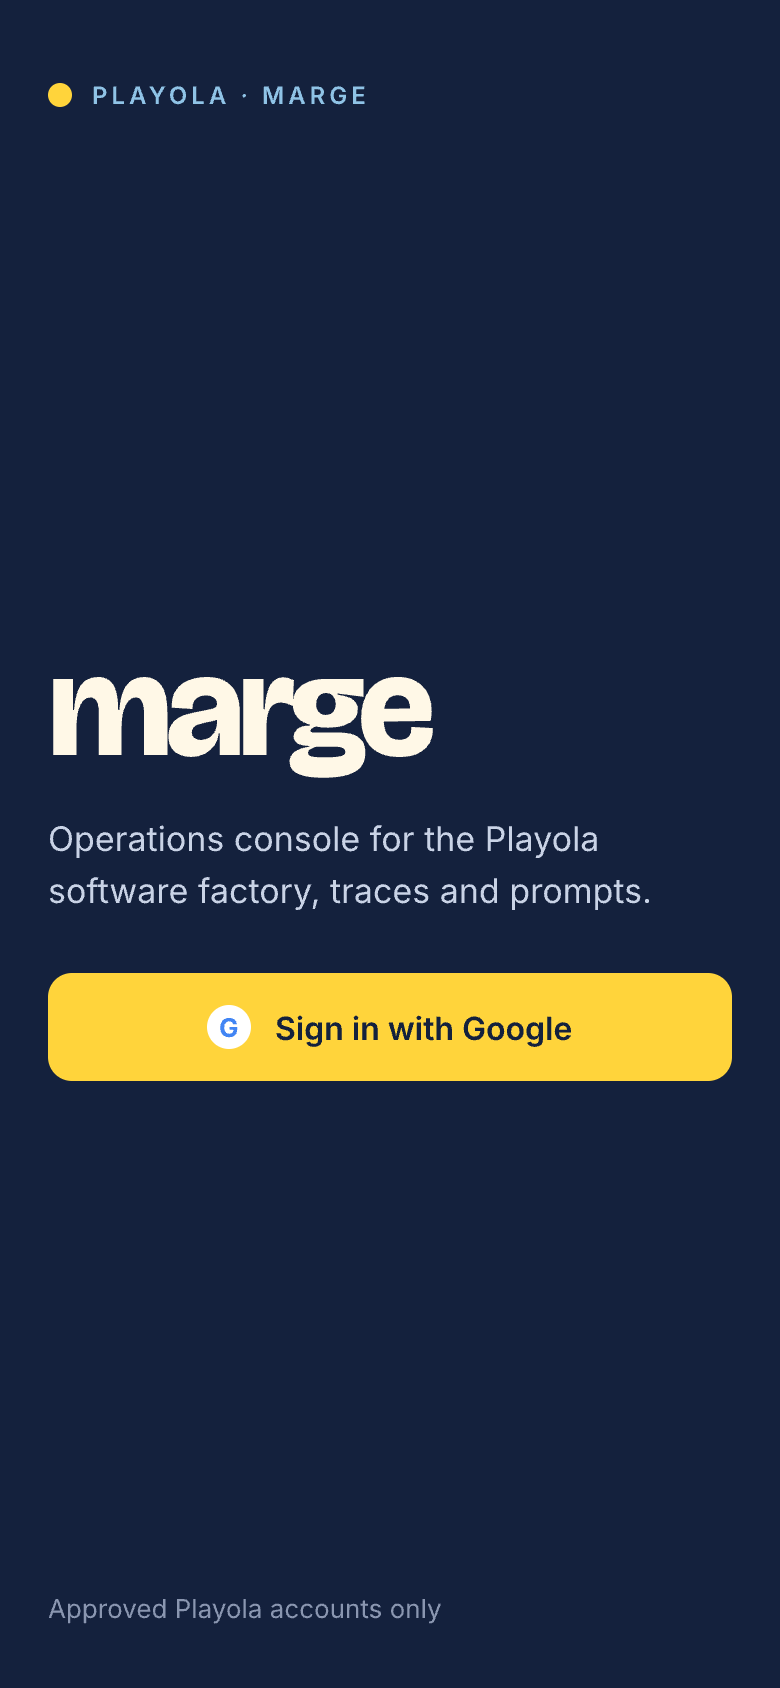 PLAYOLA · MARGE
marge
Operations console for the Playola
software factory, traces and prompts.
G Sign in with Google
Approved Playola accounts only